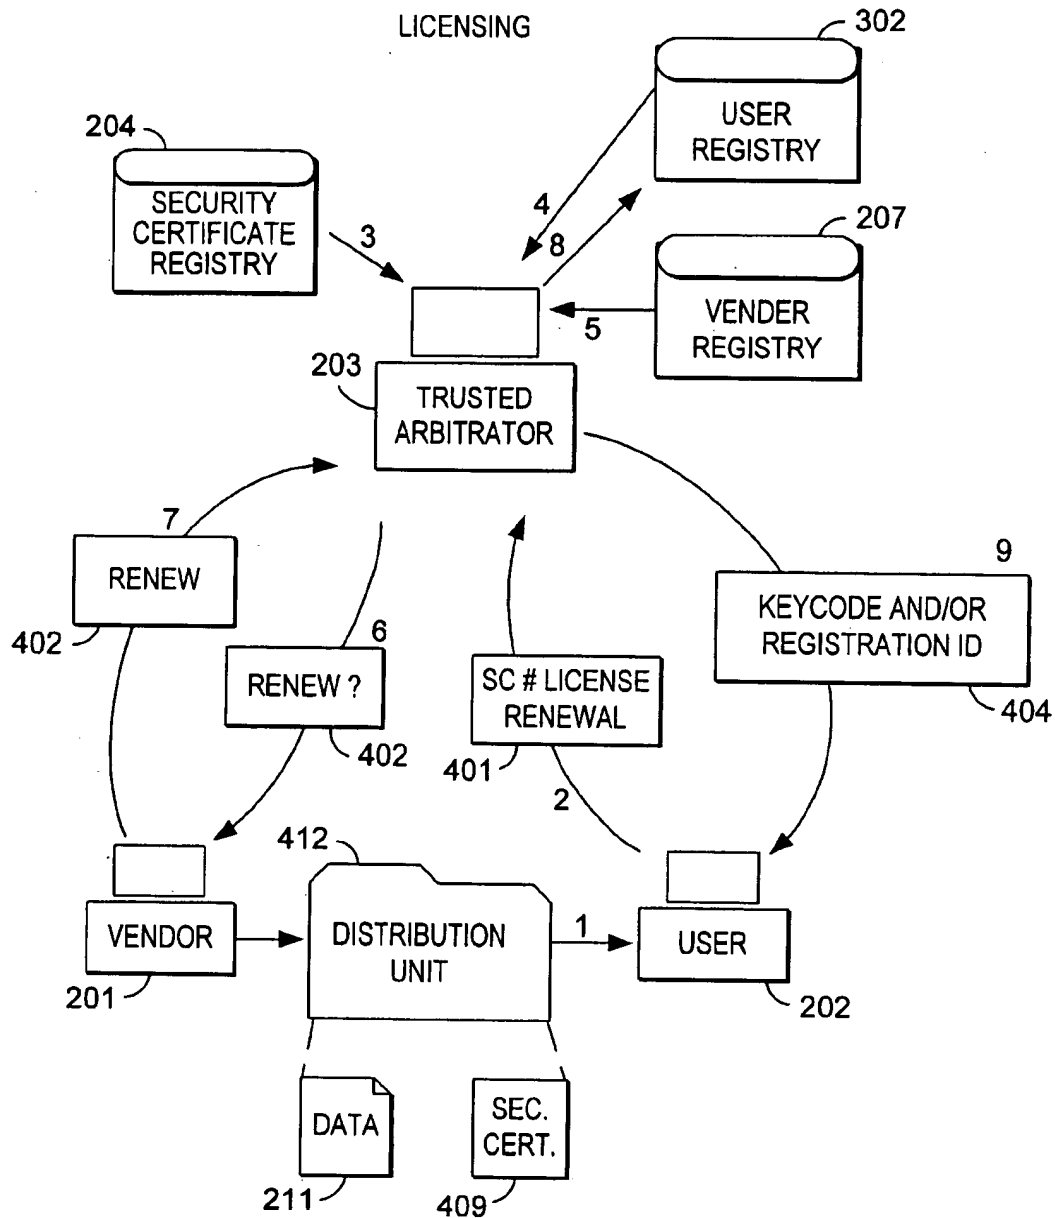 LICENSING
302
USER
REGISTRY
204
SECURITY
CERTIFICATE
REGISTRY
3
4
8
207
VENDER
REGISTRY
5
203
TRUSTED
ARBITRATOR
7
RENEW
402
6
RENEW ?
402
SC # LICENSE
RENEWAL
401
2
9
KEYCODE AND/OR
REGISTRATION ID
404
412
VENDOR
201
DISTRIBUTION
UNIT
1
USER
202
DATA
211
SEC.
CERT.
409